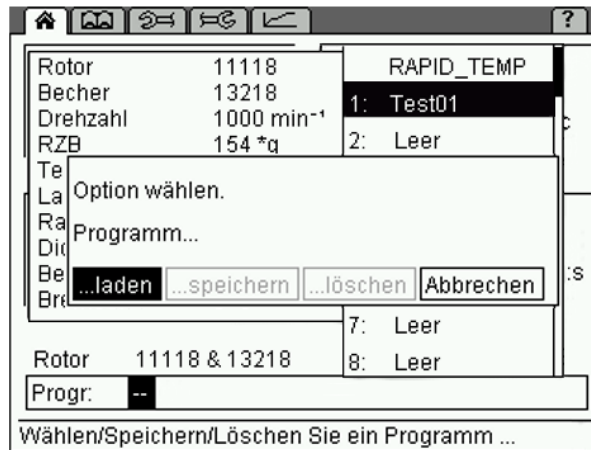 ?
Rotor 11118
Becher 13218
Drehzahl 1000 min⁻¹
RZB 154 *g
RAPID_TEMP
1: Test01
2: Leer
Option wählen.
Programm...
...laden ...speichern ...löschen Abbrechen
7: Leer
8: Leer
Rotor 11118 & 13218
Progr: --
Wählen/Speichern/Löschen Sie ein Programm ...